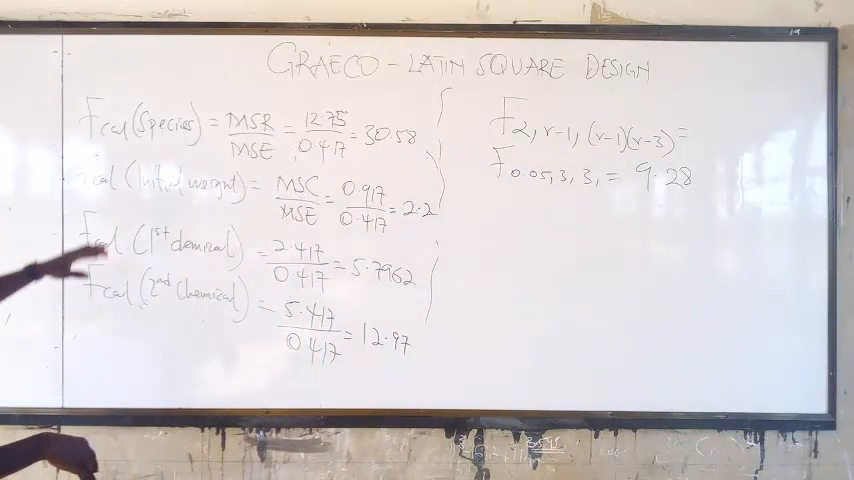 GRAECO - LATIN SQUARE DESIGN
Fcal (Species) = MSR/MSE = 12.75/0.417 = 30.58
Fcal (Initial weight) = MSC/MSE = 0.917/0.417 = 2.2
Fcal (1st chemical) = 2.417/0.417 = 5.7962
Fcal (2nd Chemical) = 5.417/0.417 = 12.97
F2, r-1, (r-1)(r-3) =
F0.05, 3, 3, = 9.28